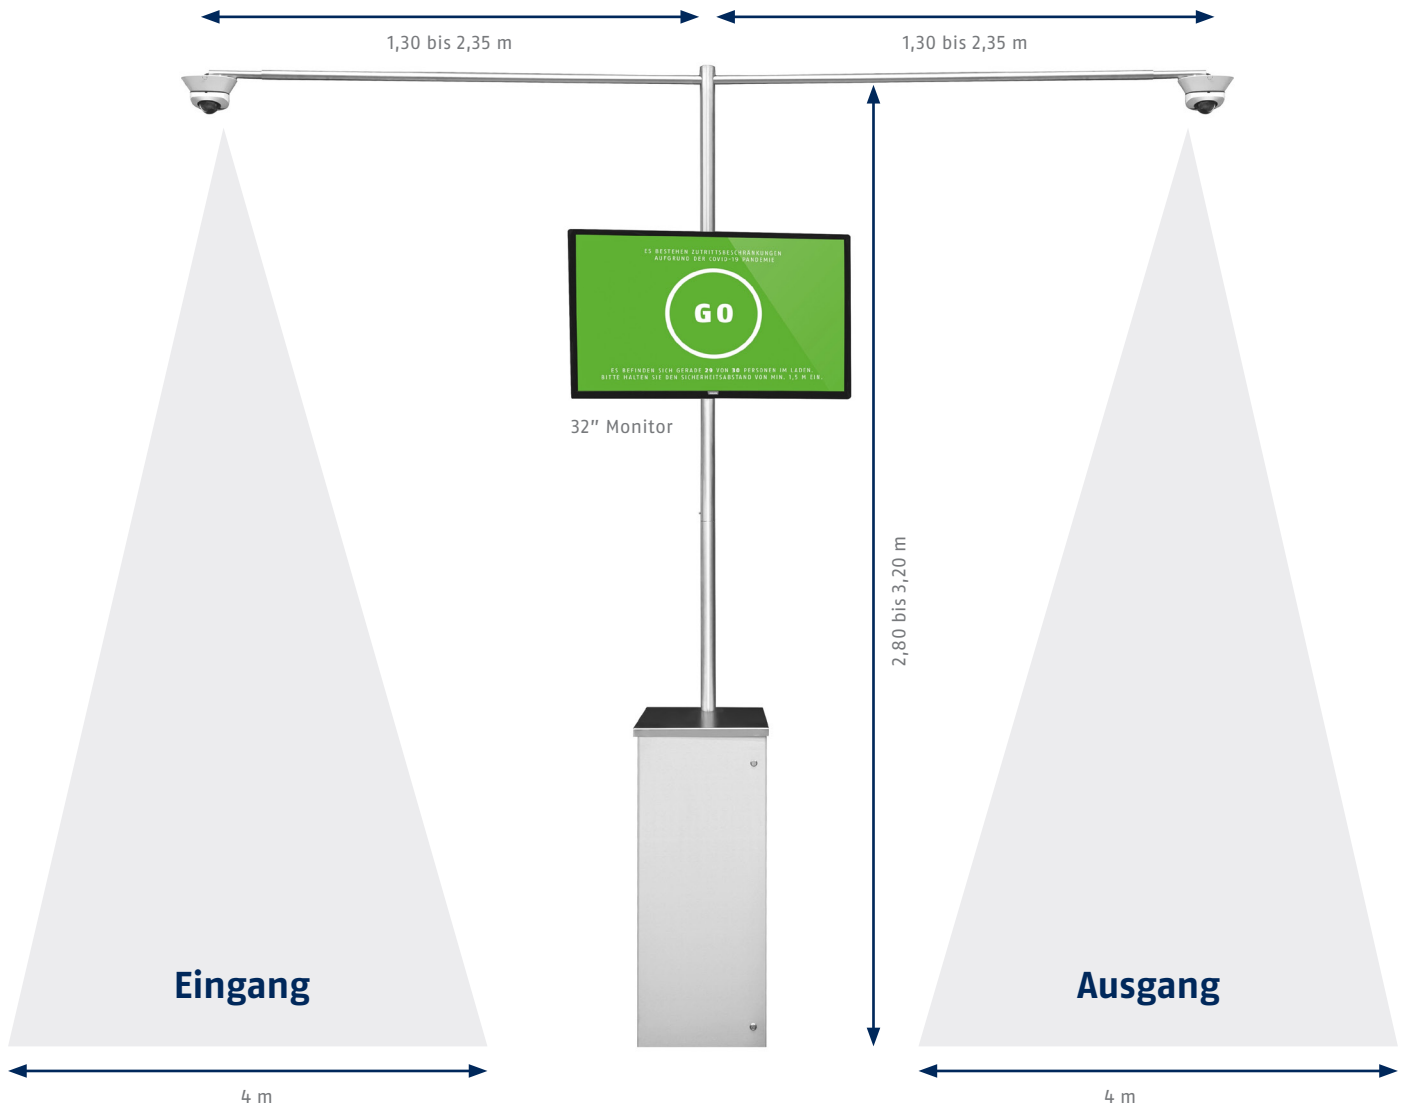 1,30 bis 2,35 m
1,30 bis 2,35 m
ES BESTEHEN ZUTRITTSBESCHRÄNKUNGEN
AUFGRUND DER COVID-19 PANDEMIE
GO
ES BEFINDEN SICH GERADE 29 VON 30 PERSONEN IM LADEN.
BITTE HALTEN SIE DEN SICHERHEITSABSTAND VON MIN. 1,5 M EIN.
32" Monitor
2,80 bis 3,20 m
Eingang
Ausgang
4 m
4 m